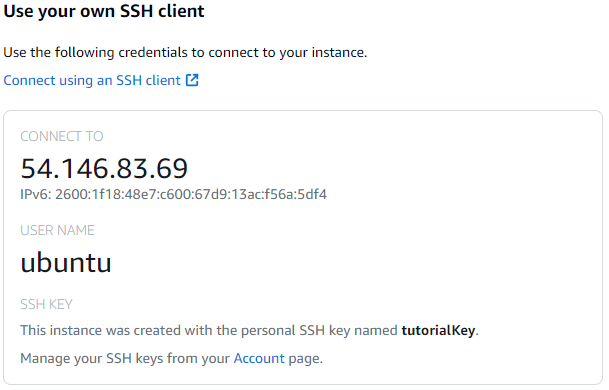 Use your own SSH client
Use the following credentials to connect to your instance.
Connect using an SSH client
CONNECT TO
54.146.83.69
IPv6: 2600:1f18:48e7:c600:67d9:13ac:f56a:5df4
USER NAME
ubuntu
SSH KEY
This instance was created with the personal SSH key named tutorialKey.
Manage your SSH keys from your Account page.